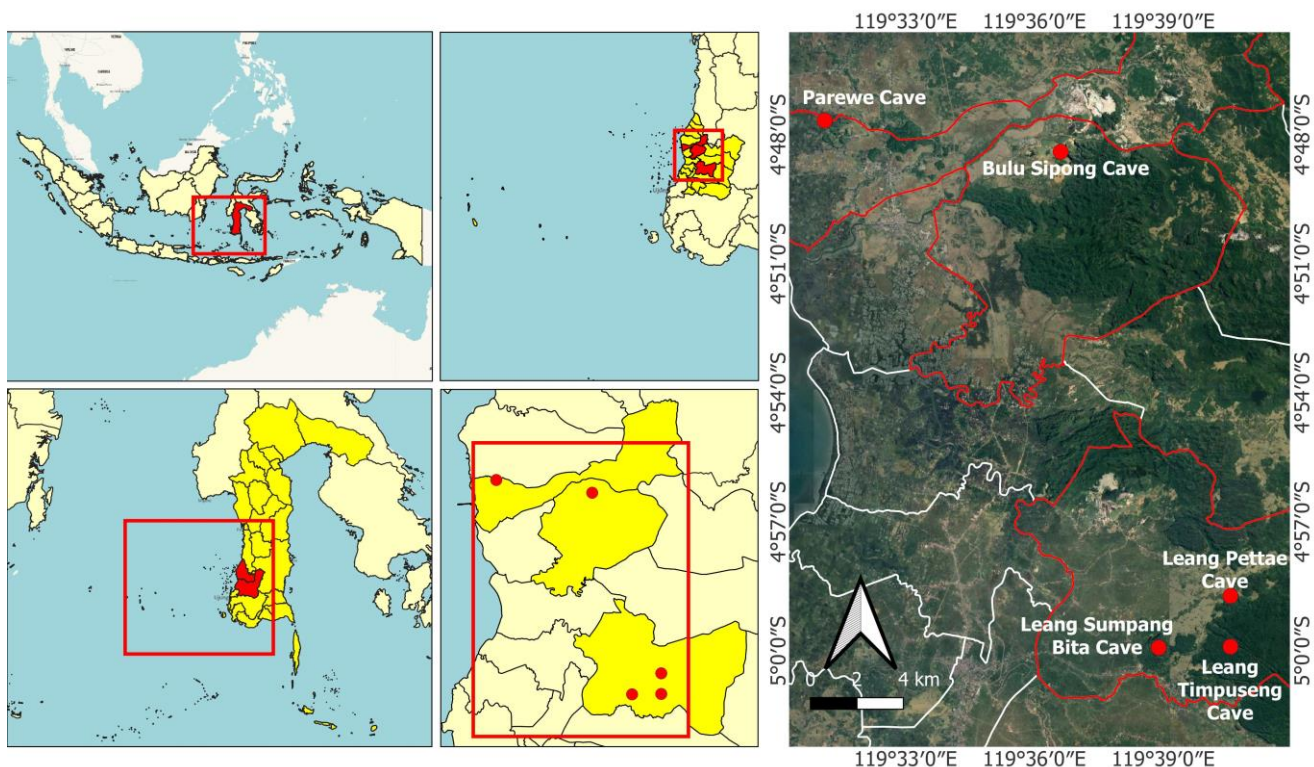 119°33′0″E 119°36′0″E 119°39′0″E
Parewe Cave
Bulu Sipong Cave
4°48′0″S
4°48′0″S
4°51′0″S
4°51′0″S
4°54′0″S
4°54′0″S
4°57′0″S
4°57′0″S
Leang Pettae
Cave
Leang Sumpang
Bita Cave
Leang
Timpuseng
Cave
5°0′0″S
5°0′0″S
0 2 4 km
119°33′0″E 119°36′0″E 119°39′0″E